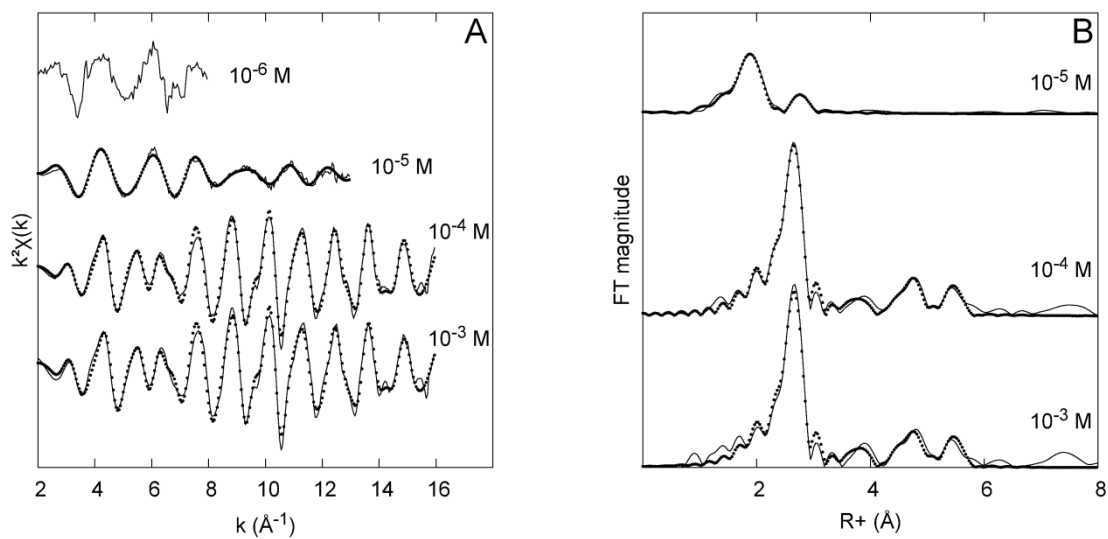 A
10⁻⁶ M
10⁻⁵ M
10⁻⁴ M
10⁻³ M
k²χ(k)
2 4 6 8 10 12 14 16
k (Å⁻¹)
B
10⁻⁵ M
10⁻⁴ M
10⁻³ M
FT magnitude
2 4 6 8
R+ (Å)